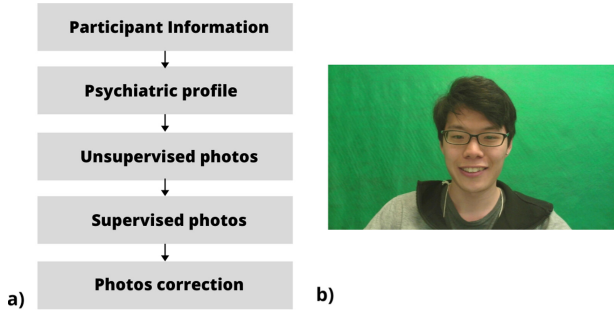 Participant Information
Psychiatric profile
Unsupervised photos
Supervised photos
Photos correction
a)
b)